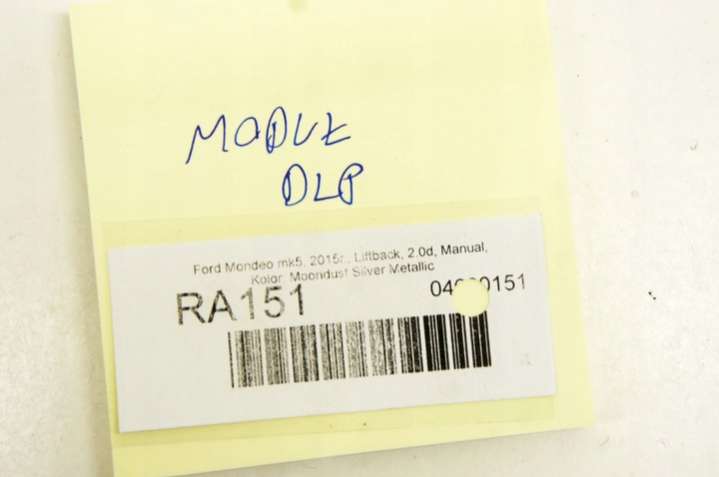 MODUŁ
DLP
Ford Mondeo mk5, 2015r., Liftback, 2.0d, Manual,
Kolor: Moondust Silver Metallic
RA151